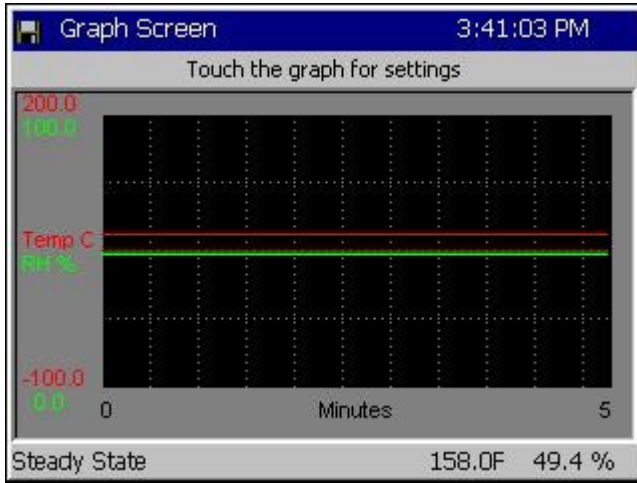 Graph Screen 3:41:03 PM
Touch the graph for settings
200.0
100.0
Temp C
RH %
-100.0
0.0
0 Minutes 5
Steady State 158.0F 49.4 %